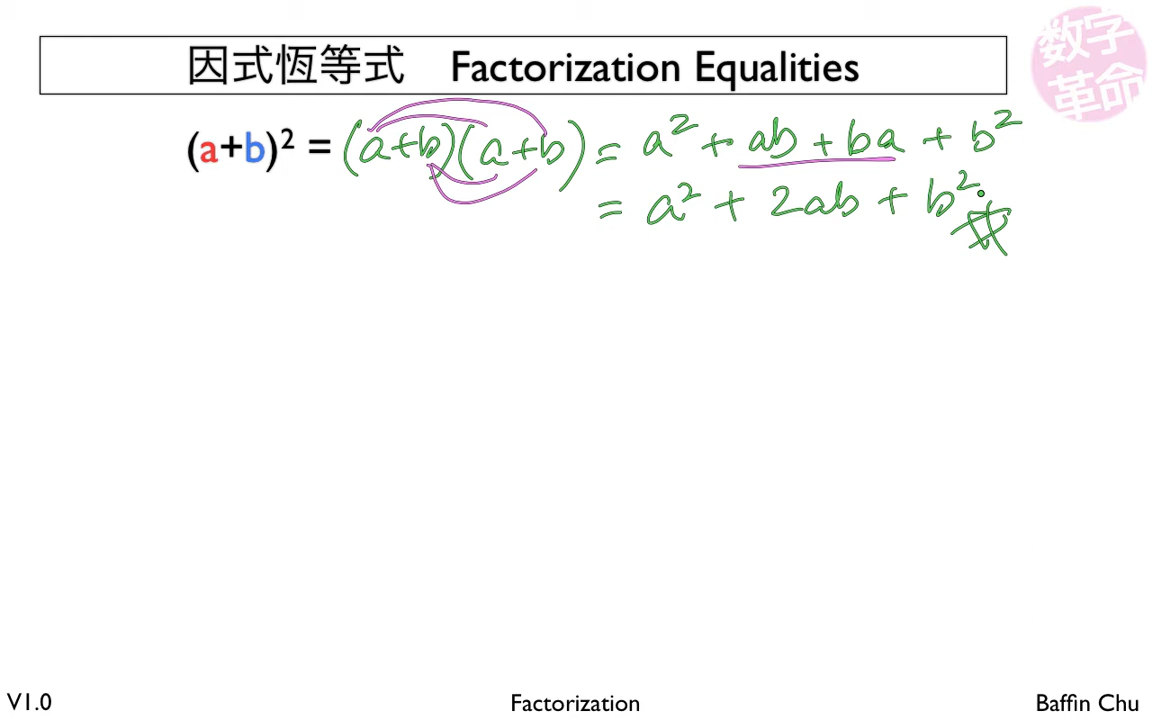 因式恆等式 Factorization Equalities
数字
革命
(a+b)² = (a+b)(a+b) = a² + ab + ba + b²
= a² + 2ab + b²
V1.0 Factorization Baffin Chu